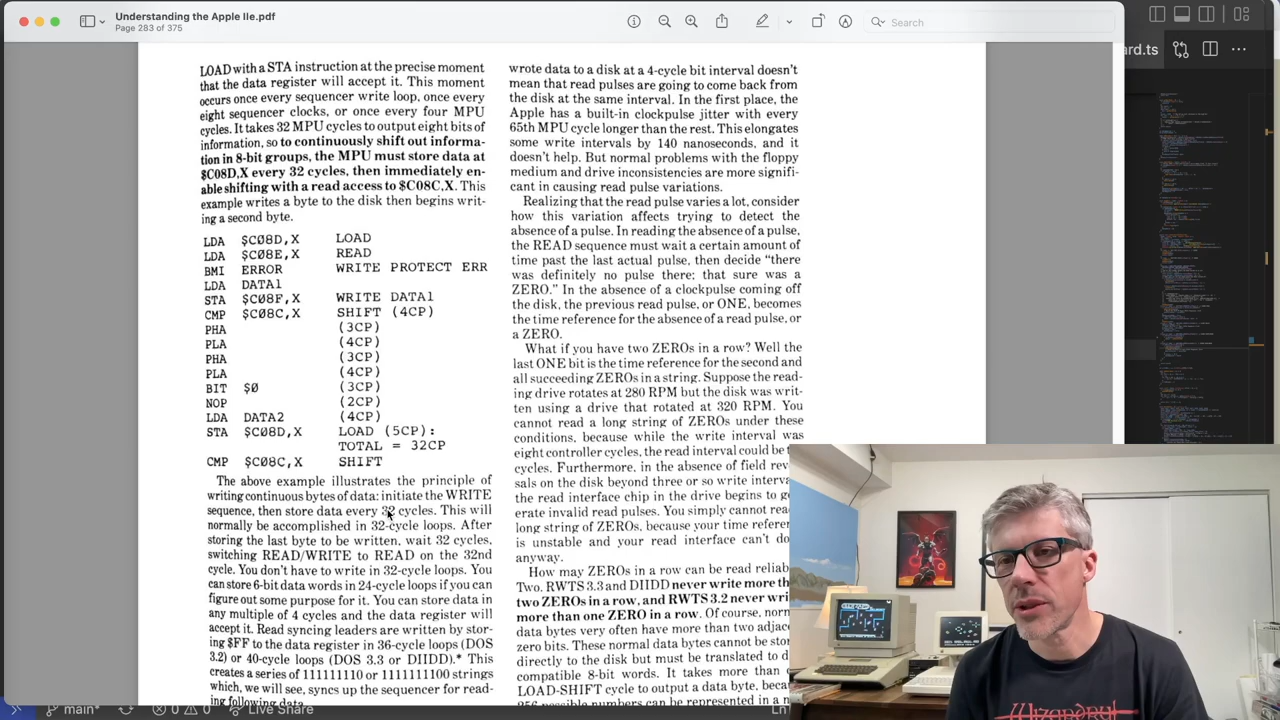 Understanding the Apple IIe.pdf
Page 283 of 375
Search
ard.ts
LOAD with a STA instruction at the precise moment
that the data register will accept it. This moment
occurs once every sequencer write loop, once every
eight sequencer clocks, or once every four MPU
cycles. It takes 32 MPU cycles to output eight bits of
information, so to continuously shift out informa-
tion in 8-bit groups, the MPU must store data at
$C08D,X every 32 cycles, then immediately en-
able shifting with a read access to $C08C,X. This
example writes a byte to the disk then begins writ-
ing a second byte.
LDA $C08D,X LOAD
LDA $C08E,X READ
BMI ERROR WRITE PROTECT ERR
LDA DATA1
STA $C08F,X WRITE DATA1
CMP $C08C,X SHIFT (4CP)
PHA (3CP)
PLA (4CP)
PHA (3CP)
PLA (4CP)
BIT $0 (3CP)
NOP (2CP)
LDA DATA2 (4CP)
STA $C08D,X LOAD (5CP):
TOTAL = 32CP
CMP $C08C,X SHIFT
The above example illustrates the principle of
writing continuous bytes of data: initiate the WRITE
sequence, then store data every 32 cycles. This will
normally be accomplished in 32-cycle loops. After
storing the last byte to be written, wait 32 cycles,
switching READ/WRITE to READ on the 32nd
cycle. You don't have to write in 32-cycle loops. You
can store 6-bit data words in 24-cycle loops if you can
figure out some purpose for it. You can store data in
any multiple of 4 cycles and the data register will
accept it. Read syncing leaders are written by stor-
ing $FF to the data register in 36-cycle loops (DOS
3.2) or 40-cycle loops (DOS 3.3 or DIIDD).* This
creates a series of 111111110 or 1111111100 strings
which, we will see, syncs up the sequencer for read-
ing following data.
wrote data to a disk at a 4-cycle bit interval doesn't
mean that read pulses are going to come back from
the disk at the same interval. In the first place, the
Apple has a built-in clockpulse jitter with every
65th MPU cycle longer than the rest. This elongates
some write intervals by 140 nanoseconds, and it
doesn't help. But normal problems with the floppy
medium and drive inconsistencies are more signifi-
cant in causing read pulse variations.
Realizing that the read pulse varies a lot, consider
how this variation affects trying to detect the
absence of a pulse. In reading the absence of a pulse,
the READ sequence must wait a certain amount of
time past the last actual pulse, then decide "there
was definitely no pulse there; that sure was a
ZERO." In the absence of a clockpulse coming off
the disk, the previous read pulse, or ONE, becomes
the time reference for the absence of a read pulse, or
a ZERO.
What if you have two ZEROs in a row? Well the
last ONE bit is the time reference for the second and
all succeeding ZEROs in a string. Suppose the read-
ing drive rotates at 280 RPM but the data was writ-
ten using a drive that rotated at 320 RPM. You
cannot read a long string of ZEROs under these
conditions, because while the write interval was
eight controller cycles, the read interval could be
cycles. Furthermore, in the absence of field rev
sals on the disk beyond three or so write interv
the read interface chip in the drive begins to g
erate invalid read pulses. You simply cannot rea
long string of ZEROs, because your time referen
is unstable and your read interface can't do
anyway.
How may ZEROs in a row can be read reliab
Two. RWTS 3.3 and DIIDD never write more th
two ZEROs in a row, and RWTS 3.2 never wri
more than one ZERO in a row. Of course, norm
data bytes very often have more than two adjac
zero bits. These normal data bytes cannot be sto
directly to the disk but must be translated to d
compatible 8-bit words. It takes more than
LOAD-SHIFT cycle to output a data byte, beca
256 possible numbers can be represented in a n
main*
0
0
Live Share
Ln
Wizardry